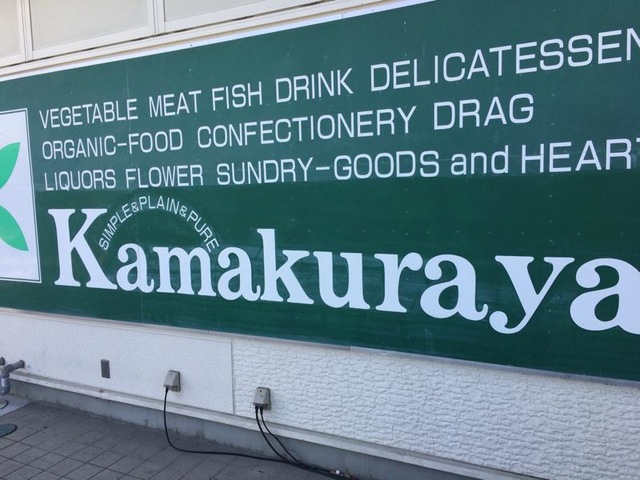 VEGETABLE MEAT FISH DRINK DELICATESSEN
ORGANIC-FOOD CONFECTIONERY DRAG
LIQUORS FLOWER SUNDRY-GOODS and HEART
SIMPLE&PLAIN&PURE
Kamakuraya